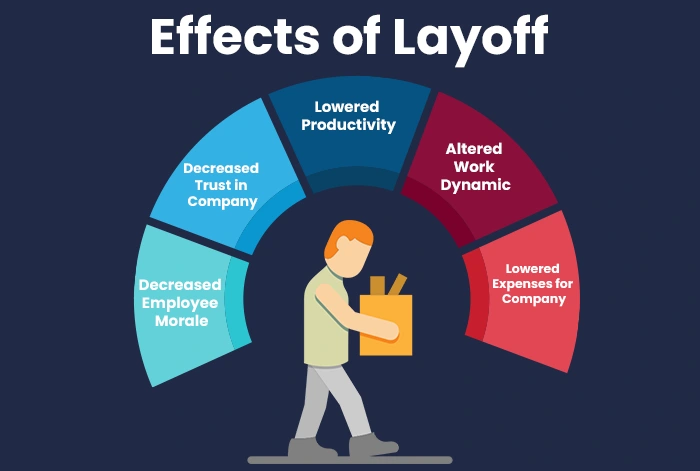 Effects of Layoff
Decreased
Employee
Morale
Decreased
Trust in
Company
Lowered
Productivity
Altered
Work
Dynamic
Lowered
Expenses for
Company